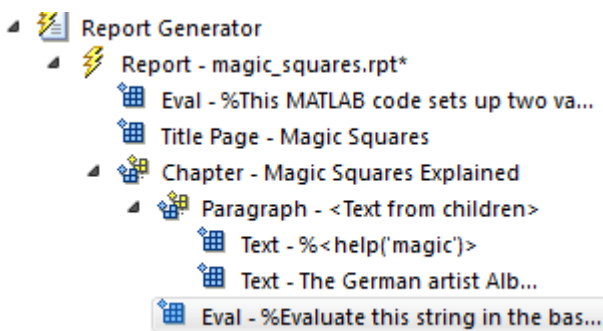 Report Generator
Report - magic_squares.rpt*
Eval - %This MATLAB code sets up two va...
Title Page - Magic Squares
Chapter - Magic Squares Explained
Paragraph - <Text from children>
Text - %<help('magic')>
Text - The German artist Alb...
Eval - %Evaluate this string in the bas...